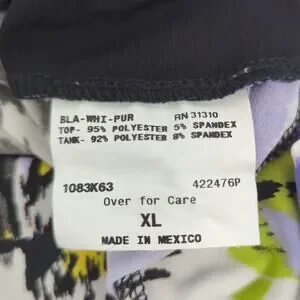 BLA-WHI-PUR RN 31310
TOP- 95% POLYESTER 5% SPANDEX
TANK- 92% POLYESTER 8% SPANDEX
1083K63 422476P
Over for Care
XL
MADE IN MEXICO